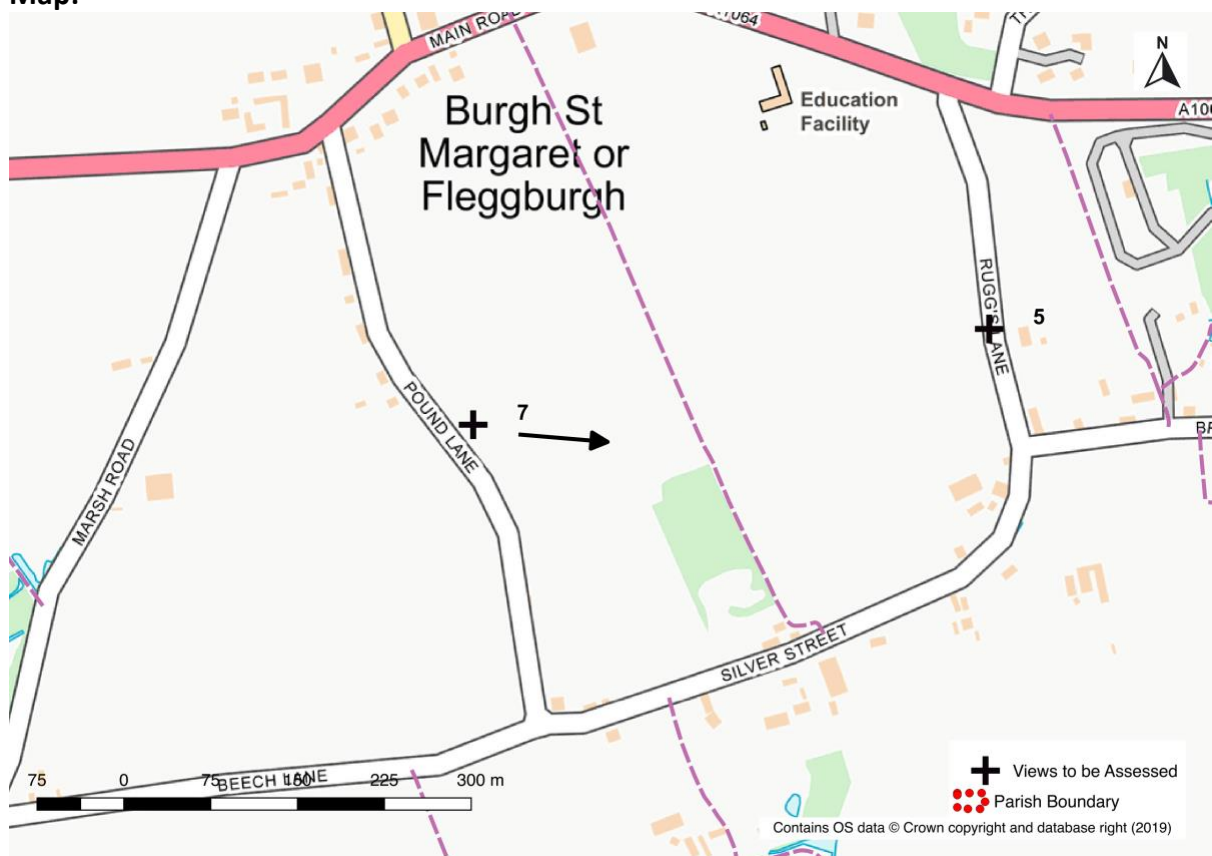 Map:
MAIN ROAD
7064
N
Burgh St
Margaret or
Fleggburgh
Education
Facility
A106
RUGG'S LANE
5
7
POUND LANE
MARSH ROAD
SILVER STREET
BEECH LANE
75 0 75 150 225 300 m
Views to be Assessed
Parish Boundary
Contains OS data © Crown copyright and database right (2019)